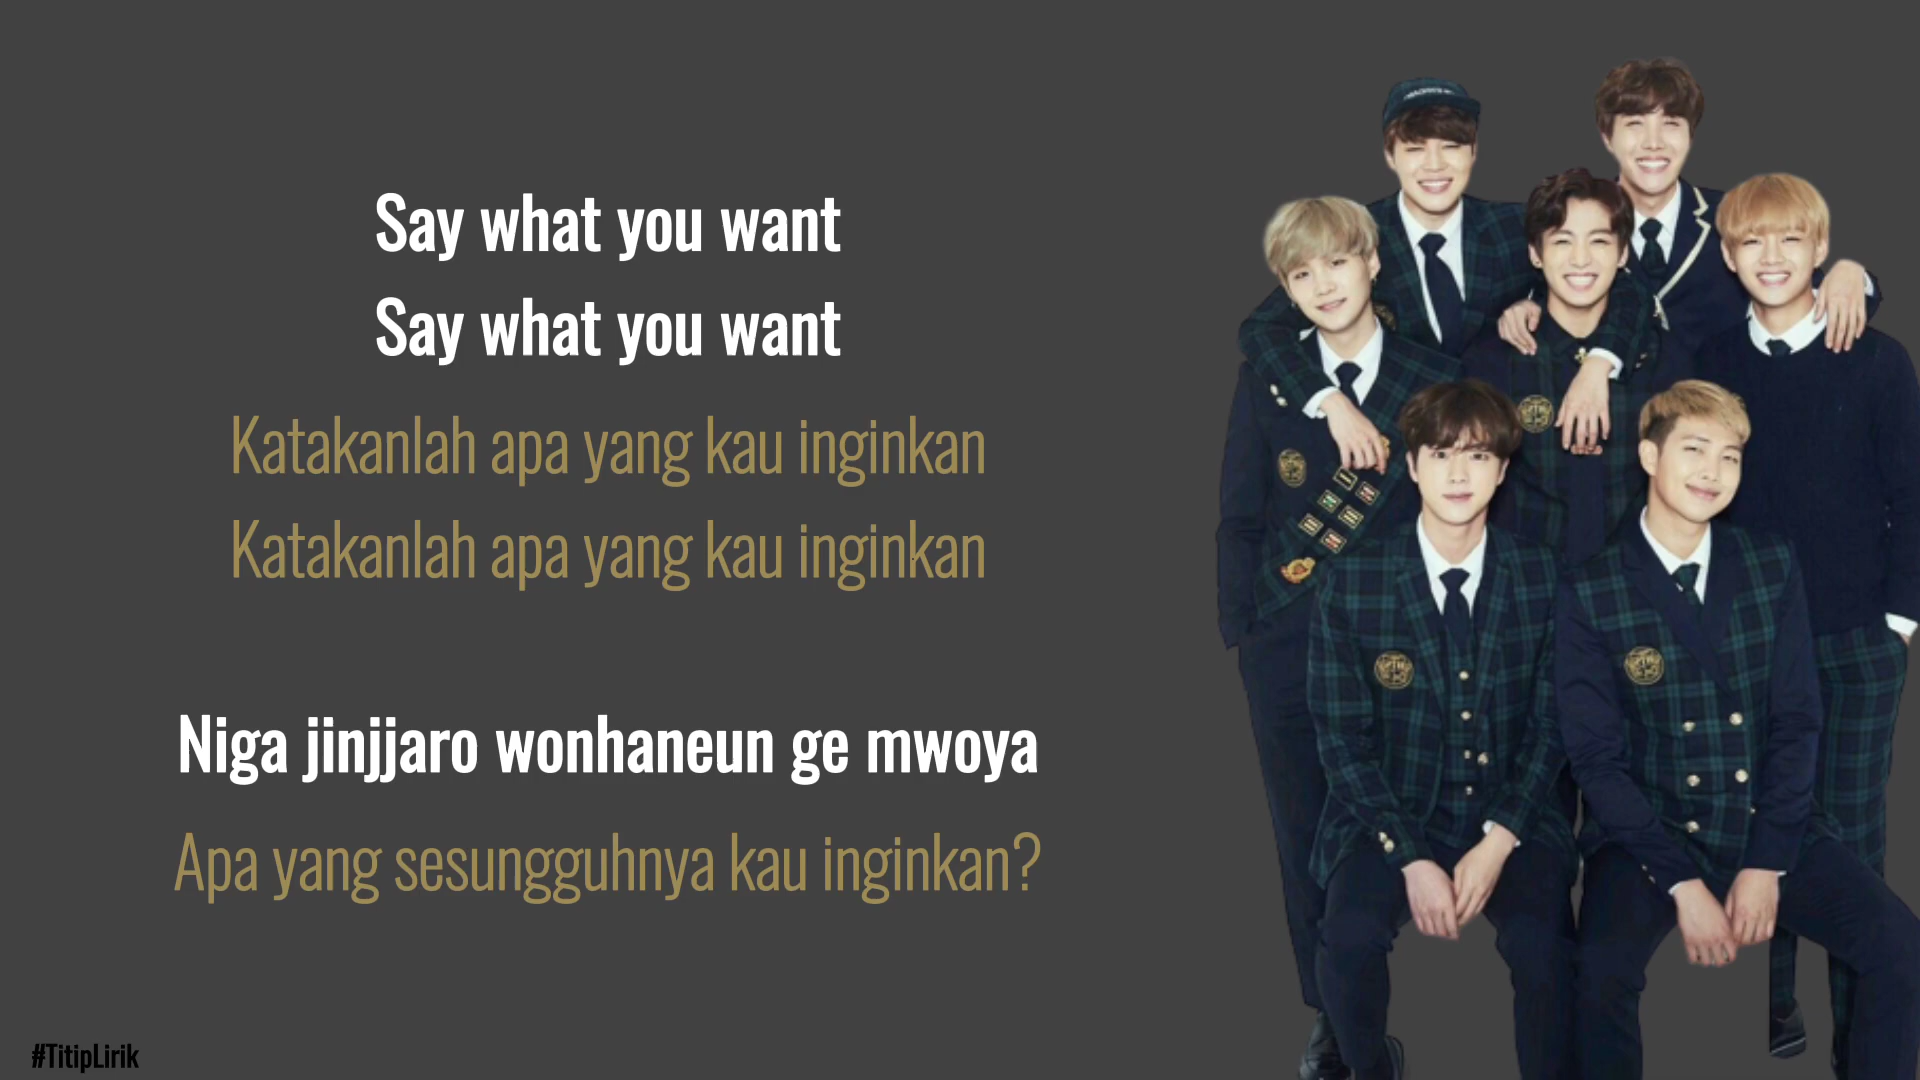 Say what you want
Say what you want
Katakanlah apa yang kau inginkan
Katakanlah apa yang kau inginkan
Niga jinjjaro wonhaneun ge mwoya
Apa yang sesungguhnya kau inginkan?
#TitipLirik